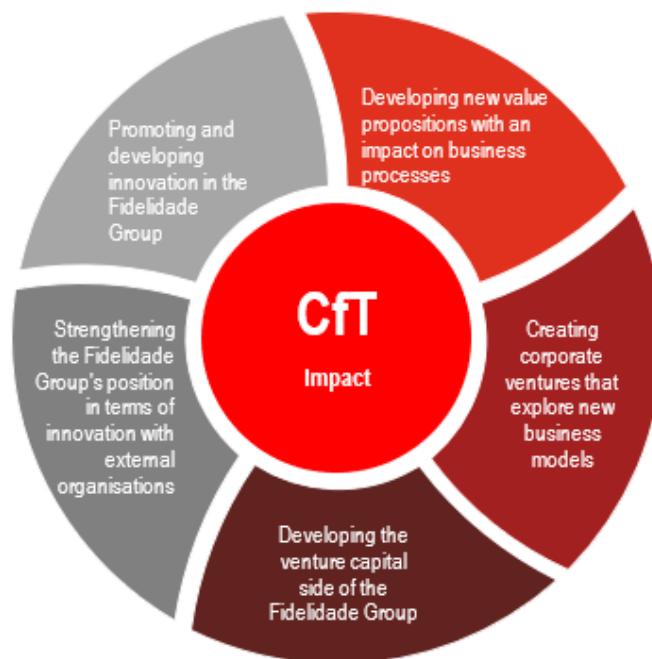 Promoting and
developing
innovation in the
Fidelidade
Group
Developing new value
propositions with an
impact on business
processes
CfT
Impact
Strengthening
the Fidelidade
Group's position
in terms of
innovation with
external
organisations
Creating
corporate
ventures that
explore new
business
models
Developing the
venture capital
side of the
Fidelidade Group